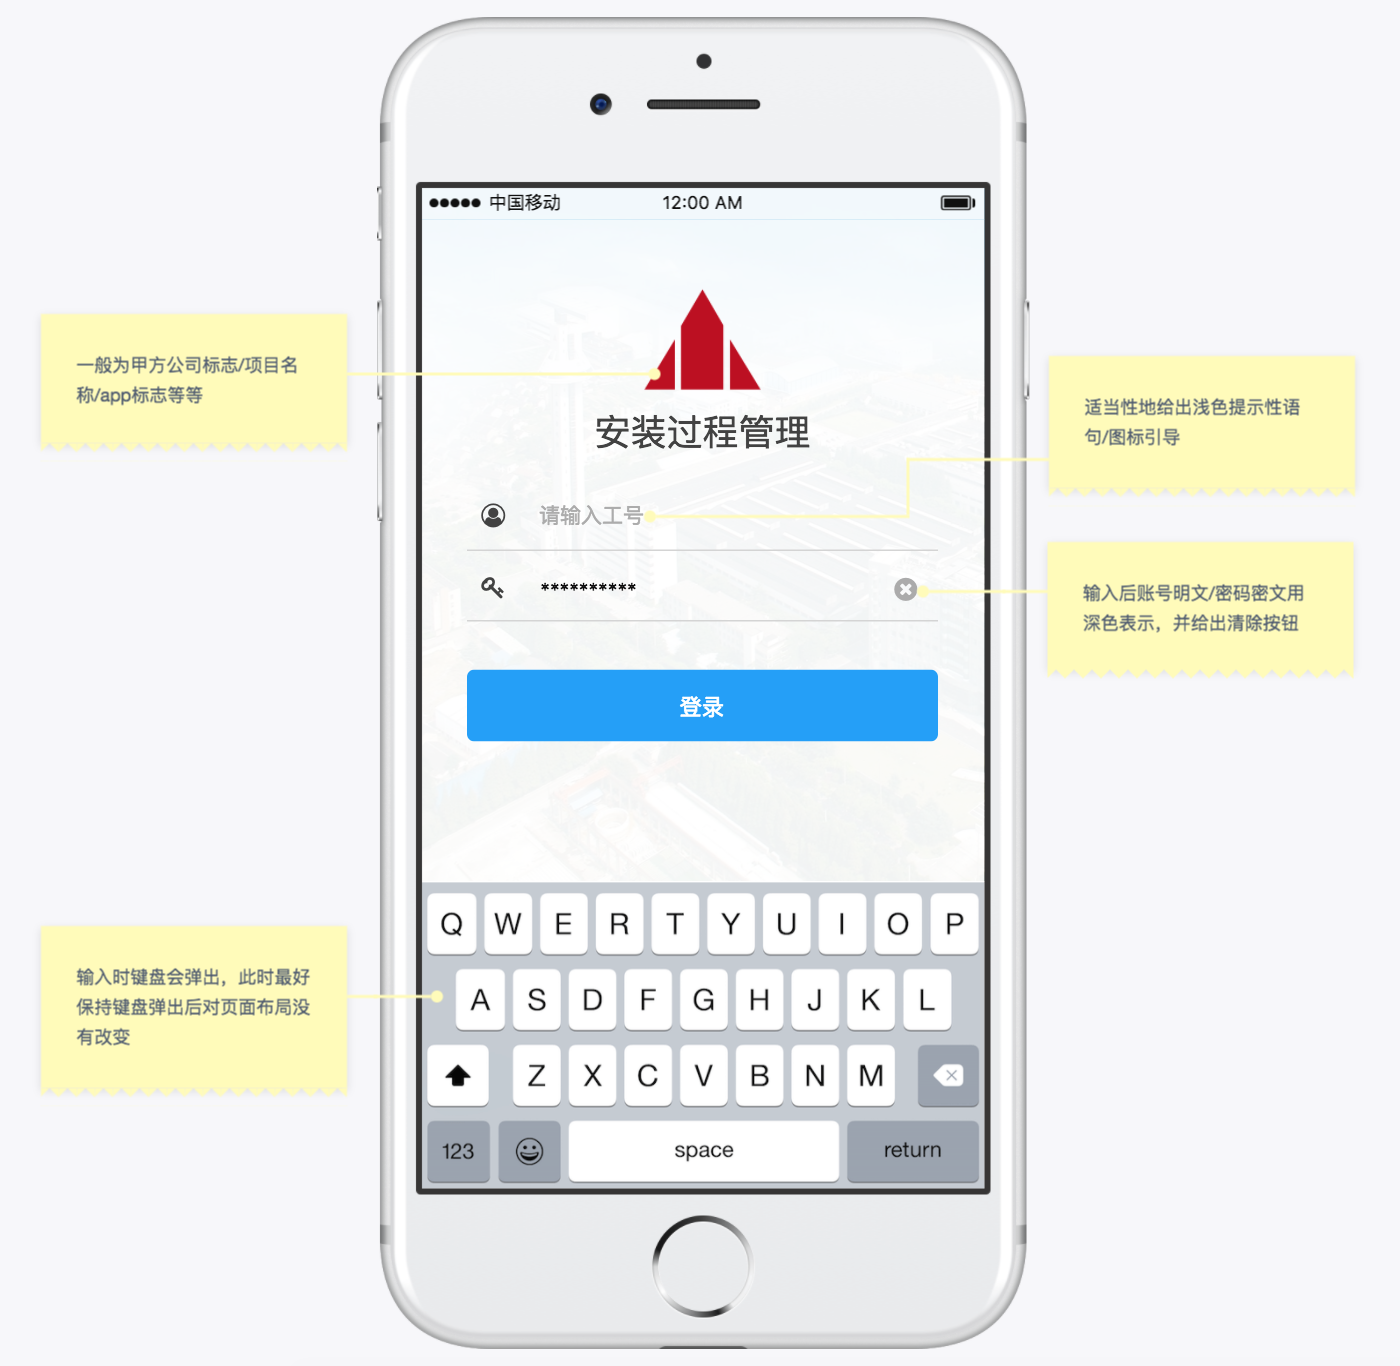 中国移动 12:00 AM
一般为甲方公司标志/项目名
称/app标志等等
安装过程管理
适当性地给出浅色提示性语
句/图标引导
请输入工号
**********
输入后账号明文/密码密文用
深色表示，并给出清除按钮
登录
输入时键盘会弹出，此时最好
保持键盘弹出后对页面布局没
有改变
Q W E R T Y U I O P
A S D F G H J K L
Z X C V B N M
123 space return